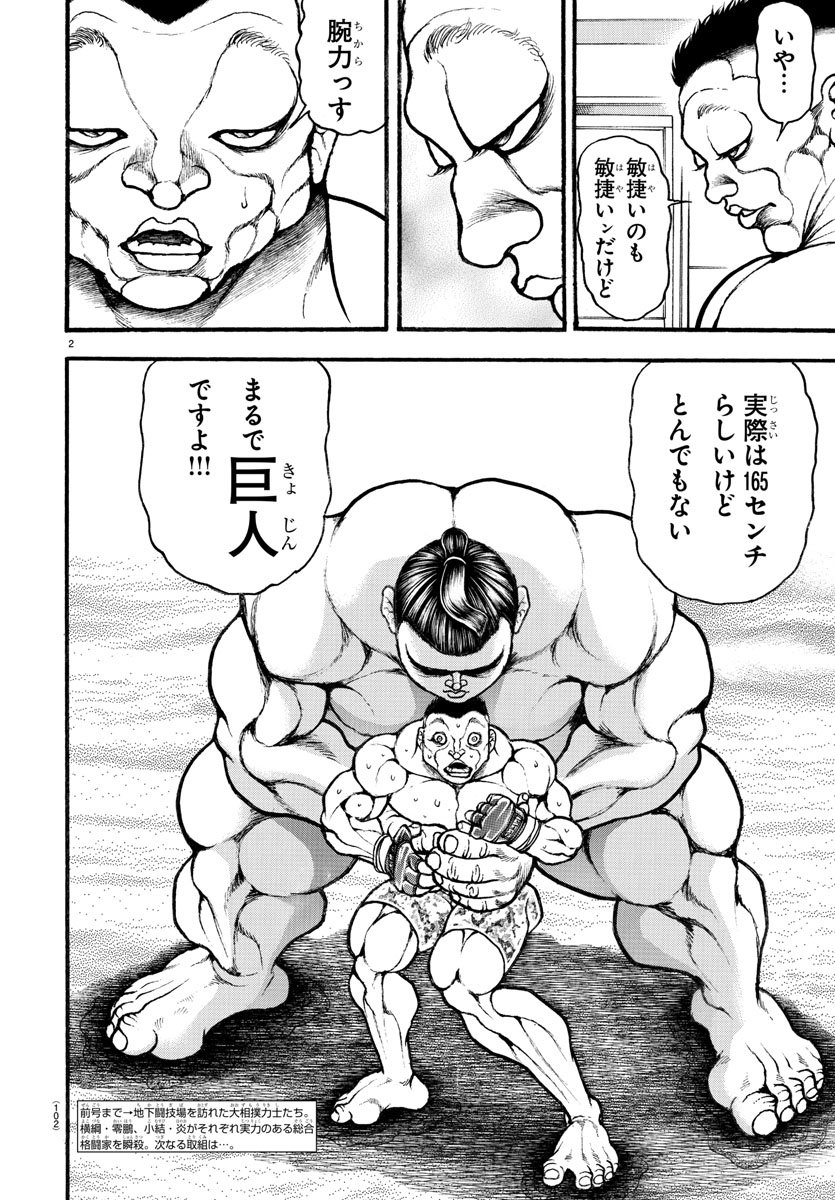 いや…
敏捷いのも
敏捷いンだけど
腕力っす
実際は165センチ
らしいけど
とんでもない
まるで
巨人
ですよ!!!
前号まで→地下闘技場を訪れた大相撲力士たち。
横綱・零鵬、小結・炎がそれぞれ実力のある総合
格闘家を瞬殺。次なる取組は…。
2
(102)